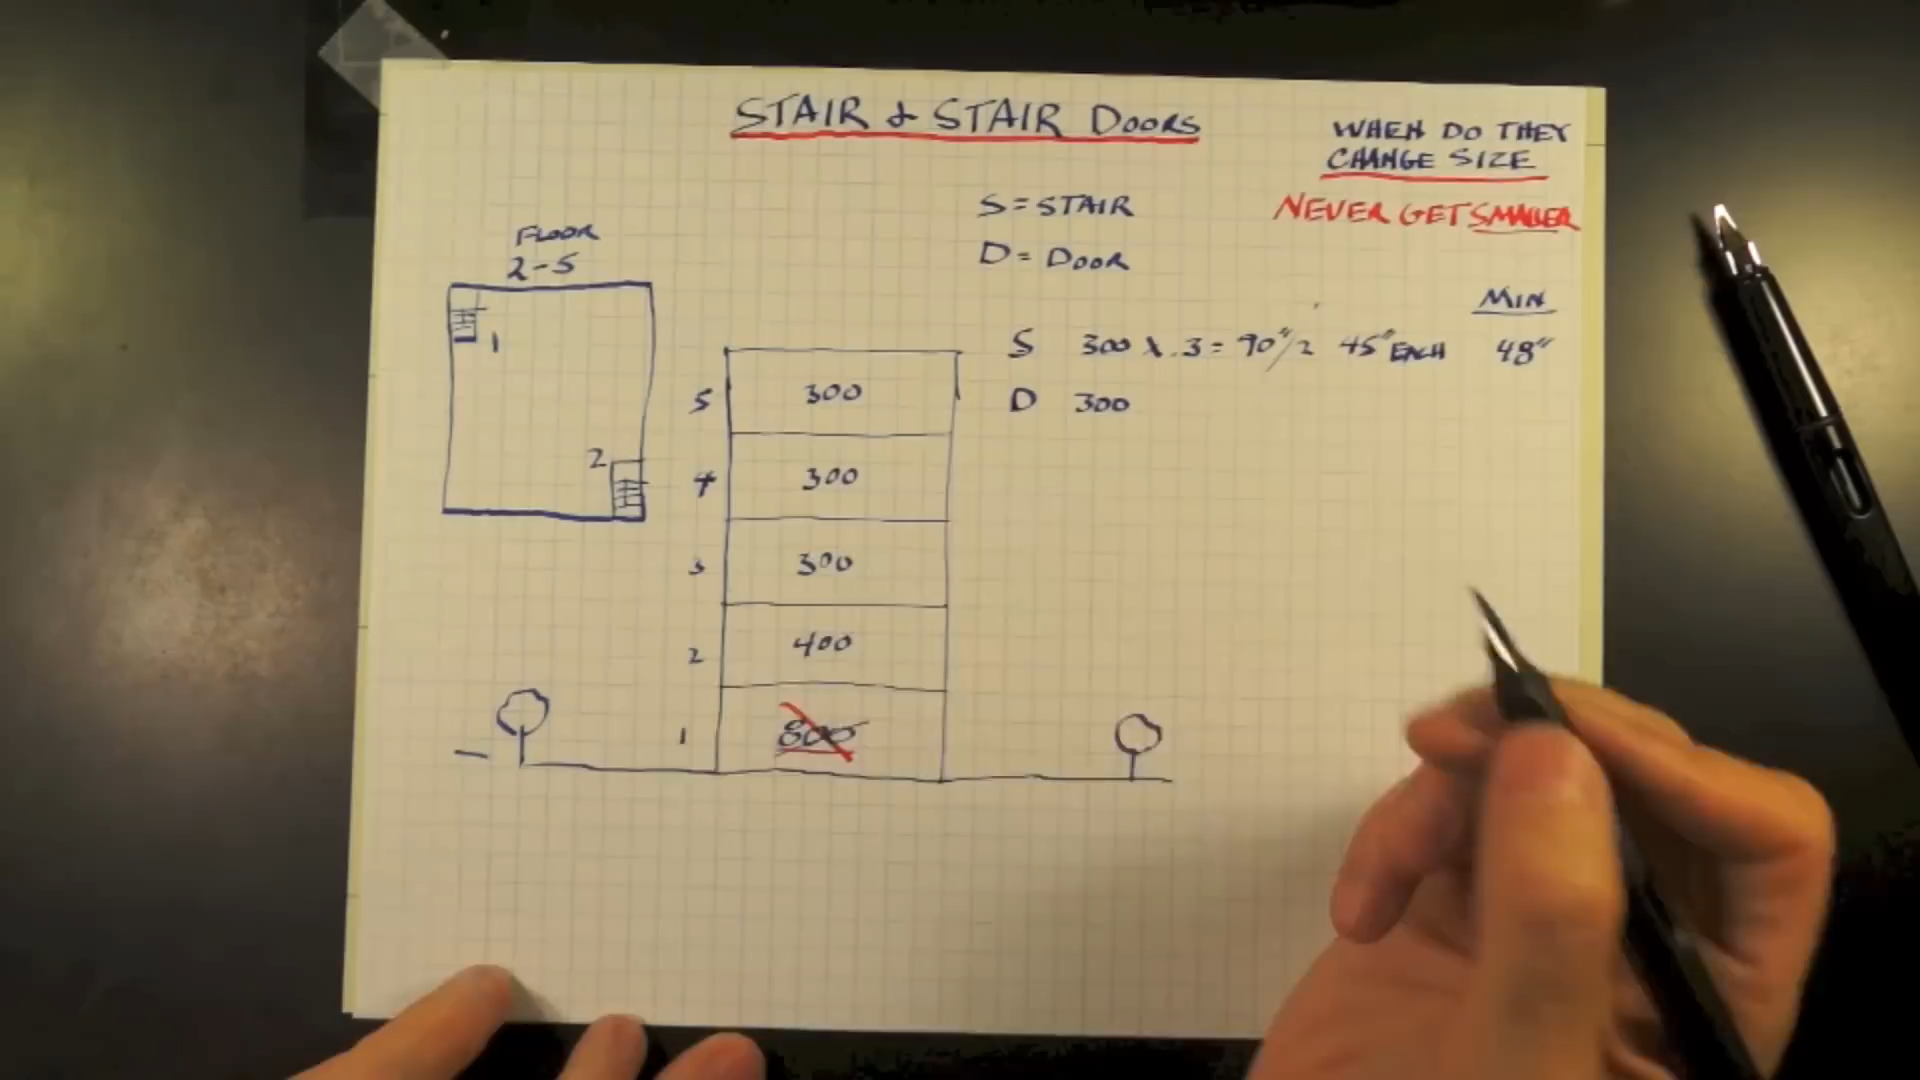 STAIR & STAIR DOORS
WHEN DO THEY
CHANGE SIZE
NEVER GET SMALLER
S = STAIR
D = DOOR
FLOOR
2-5
1
2
MIN
S 300 X .3 = 90"/2 45" EACH 48"
D 300
5 300
4 300
3 300
2 400
1 800